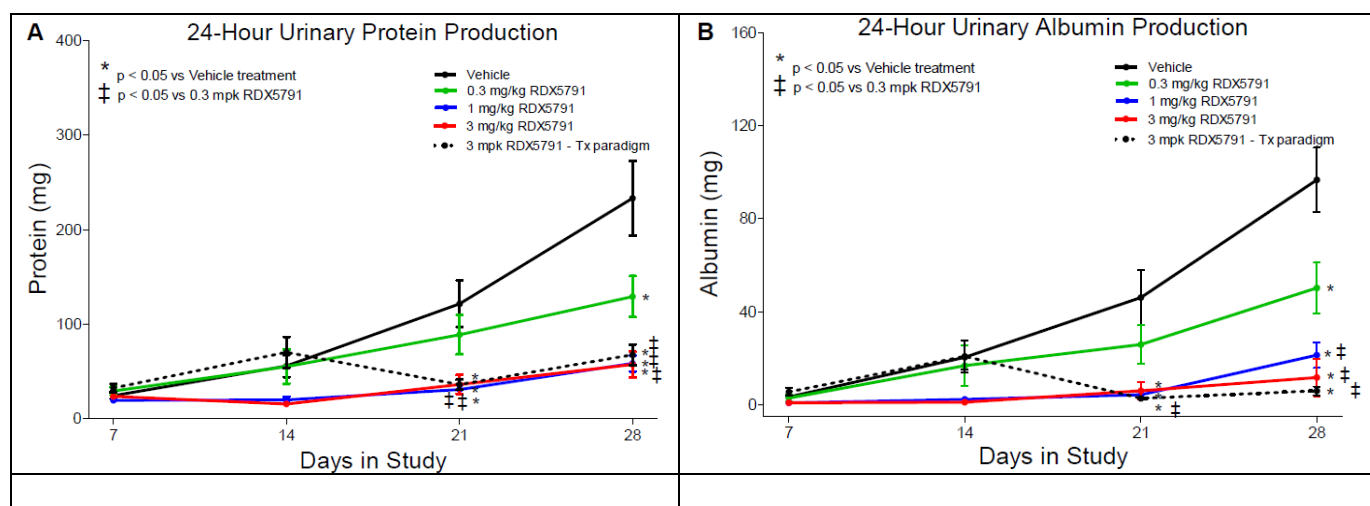 A
24-Hour Urinary Protein Production
* p < 0.05 vs Vehicle treatment
‡ p < 0.05 vs 0.3 mpk RDX5791
Vehicle
0.3 mg/kg RDX5791
1 mg/kg RDX5791
3 mg/kg RDX5791
3 mpk RDX5791 - Tx paradigm
Protein (mg)
400
300
200
100
0
* ‡
* ‡
*
*
‡
* ‡
* ‡
7 14 21 28
Days in Study
B
24-Hour Urinary Albumin Production
* p < 0.05 vs Vehicle treatment
‡ p < 0.05 vs 0.3 mpk RDX5791
Vehicle
0.3 mg/kg RDX5791
1 mg/kg RDX5791
3 mg/kg RDX5791
3 mpk RDX5791 - Tx paradigm
Albumin (mg)
160
120
80
40
0
*
* ‡
* ‡
* ‡
*
*
* ‡
7 14 21 28
Days in Study